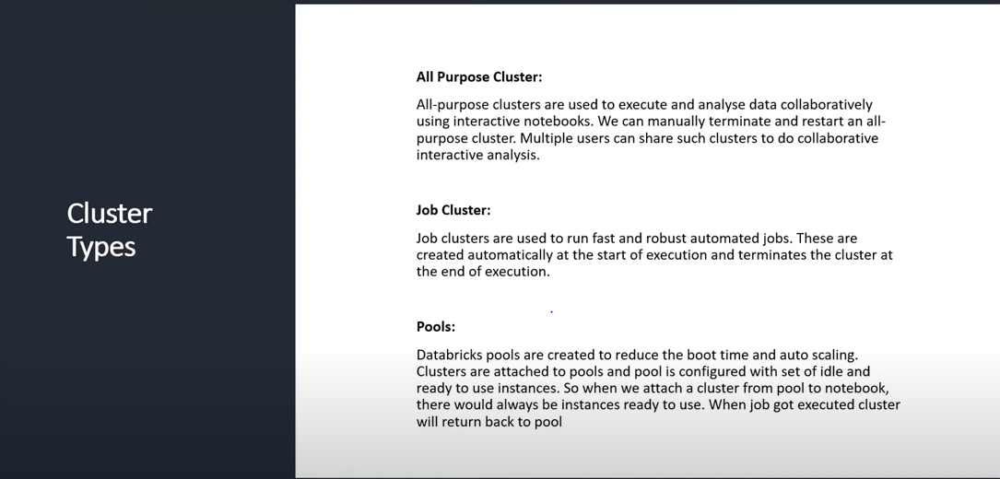 Cluster
Types
All Purpose Cluster:
All-purpose clusters are used to execute and analyse data collaboratively
using interactive notebooks. We can manually terminate and restart an all-
purpose cluster. Multiple users can share such clusters to do collaborative
interactive analysis.
Job Cluster:
Job clusters are used to run fast and robust automated jobs. These are
created automatically at the start of execution and terminates the cluster at
the end of execution.
Pools:
Databricks pools are created to reduce the boot time and auto scaling.
Clusters are attached to pools and pool is configured with set of idle and
ready to use instances. So when we attach a cluster from pool to notebook,
there would always be instances ready to use. When job got executed cluster
will return back to pool